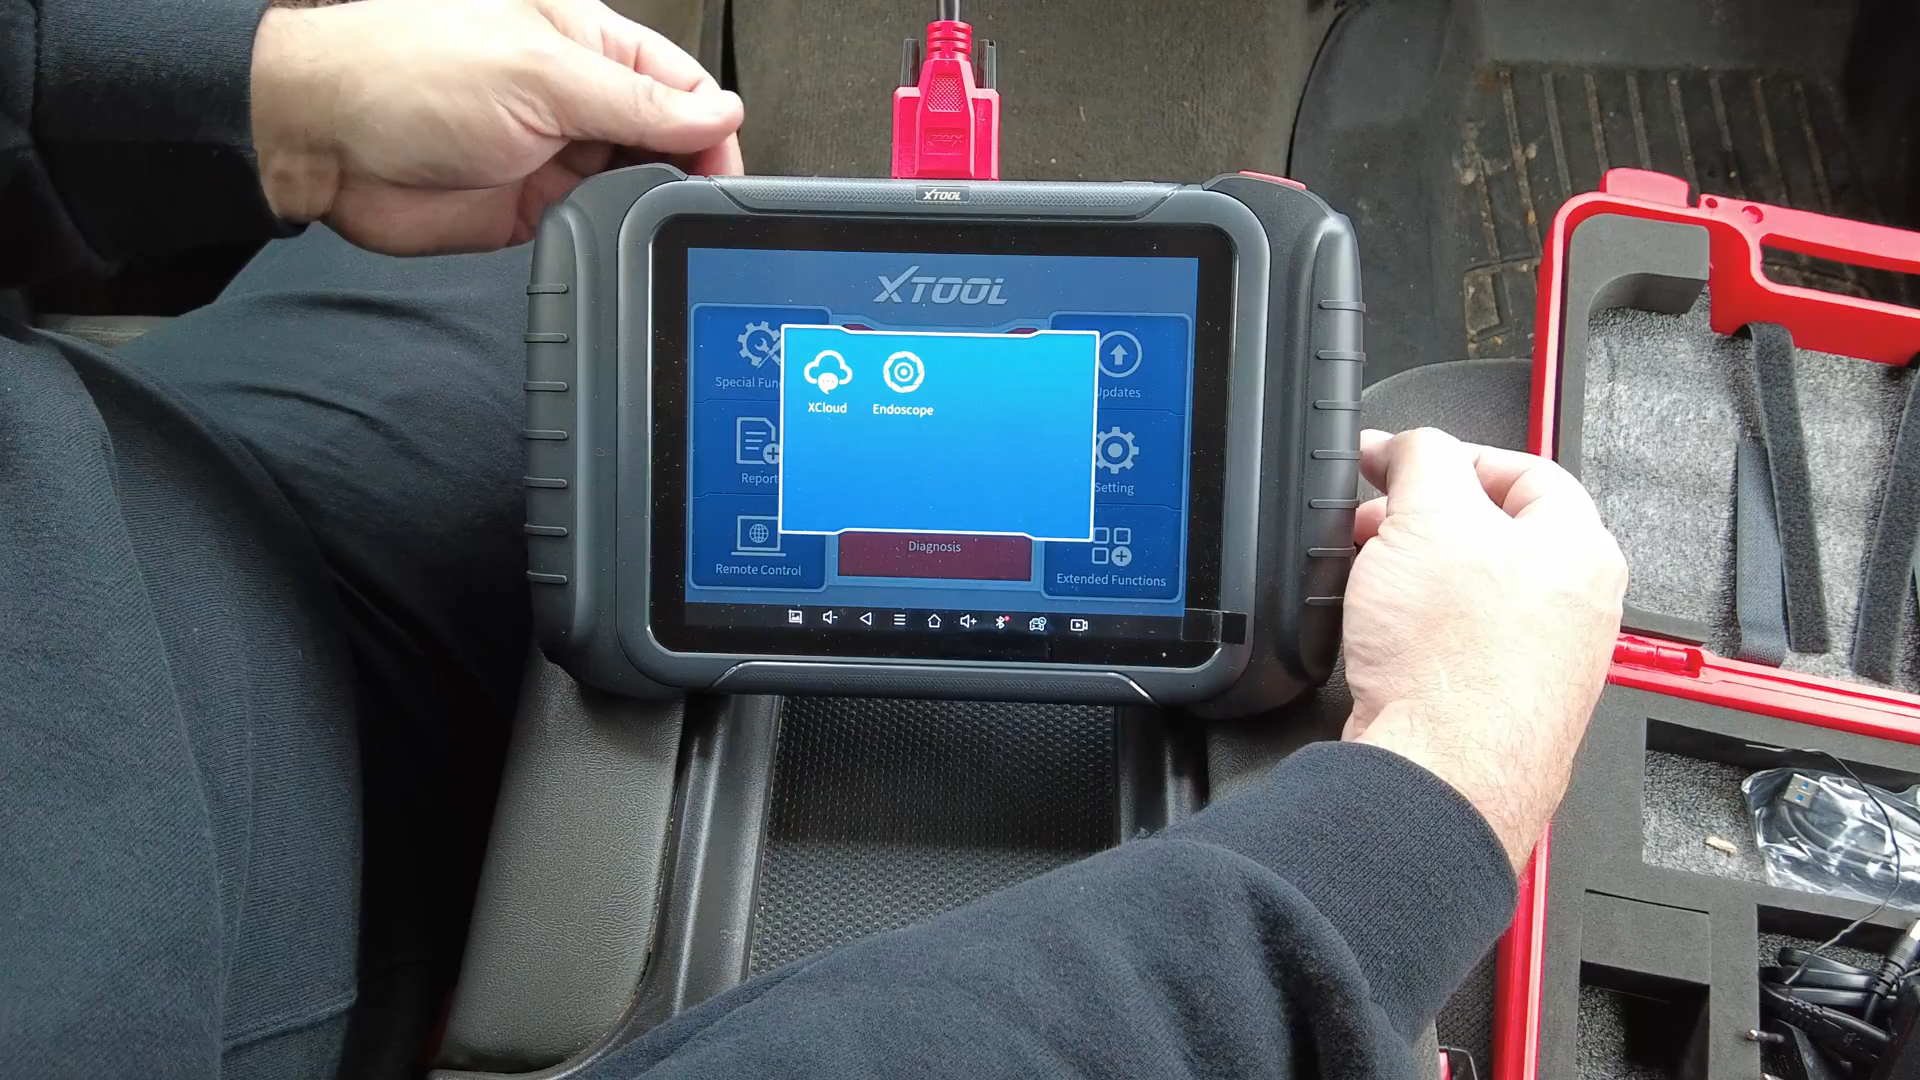 XTOOL
XTOOL
Special Fun
XCloud
Endoscope
Updates
Report
Setting
Diagnosis
Remote Control
Extended Functions